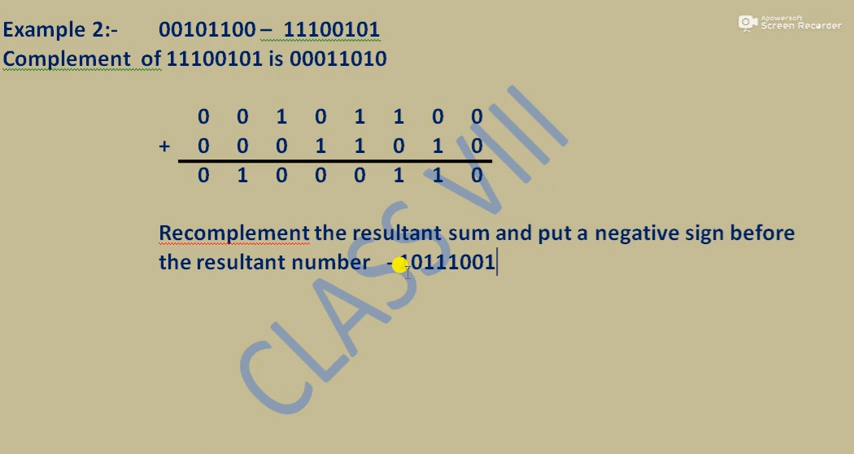 Apowersoft
Screen Recorder
Example 2:- 00101100 – 11100101
Complement of 11100101 is 00011010
0 0 1 0 1 1 0 0
+ 0 0 0 1 1 0 1 0
0 1 0 0 0 1 1 0
Recomplement the resultant sum and put a negative sign before
the resultant number - 10111001
CLASS VIII